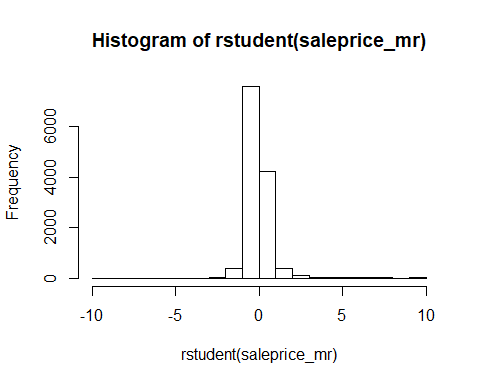 Histogram of rstudent(saleprice_mr)
Frequency
6000
4000
2000
0
-10 -5 0 5 10
rstudent(saleprice_mr)